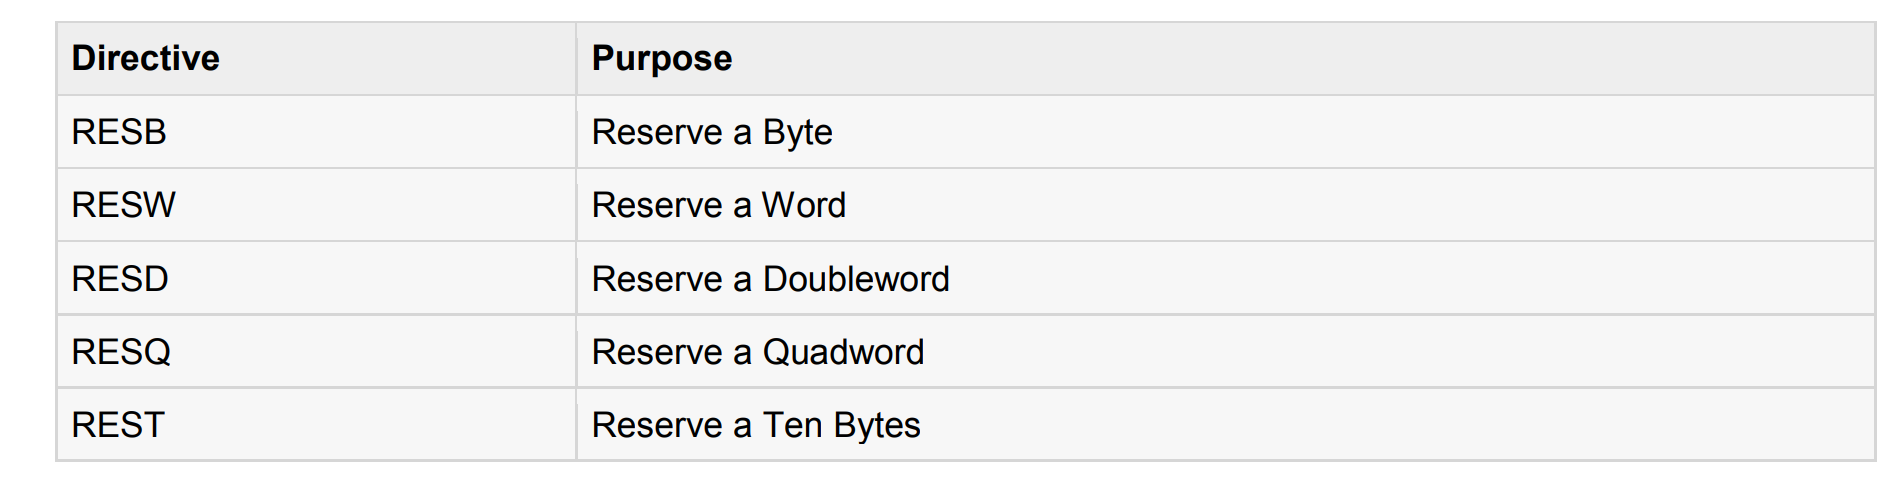 Directive Purpose
RESB Reserve a Byte
RESW Reserve a Word
RESD Reserve a Doubleword
RESQ Reserve a Quadword
REST Reserve a Ten Bytes